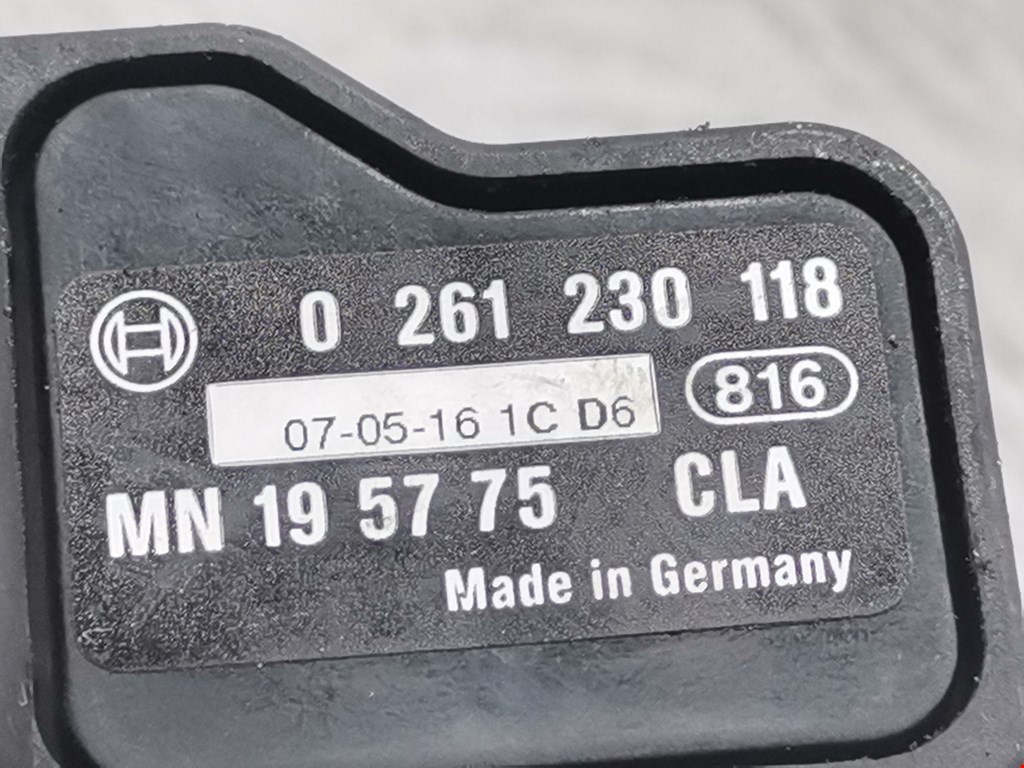 0 261 230 118
816
07-05-16 1C D6
MN 19 57 75 CLA
Made in Germany